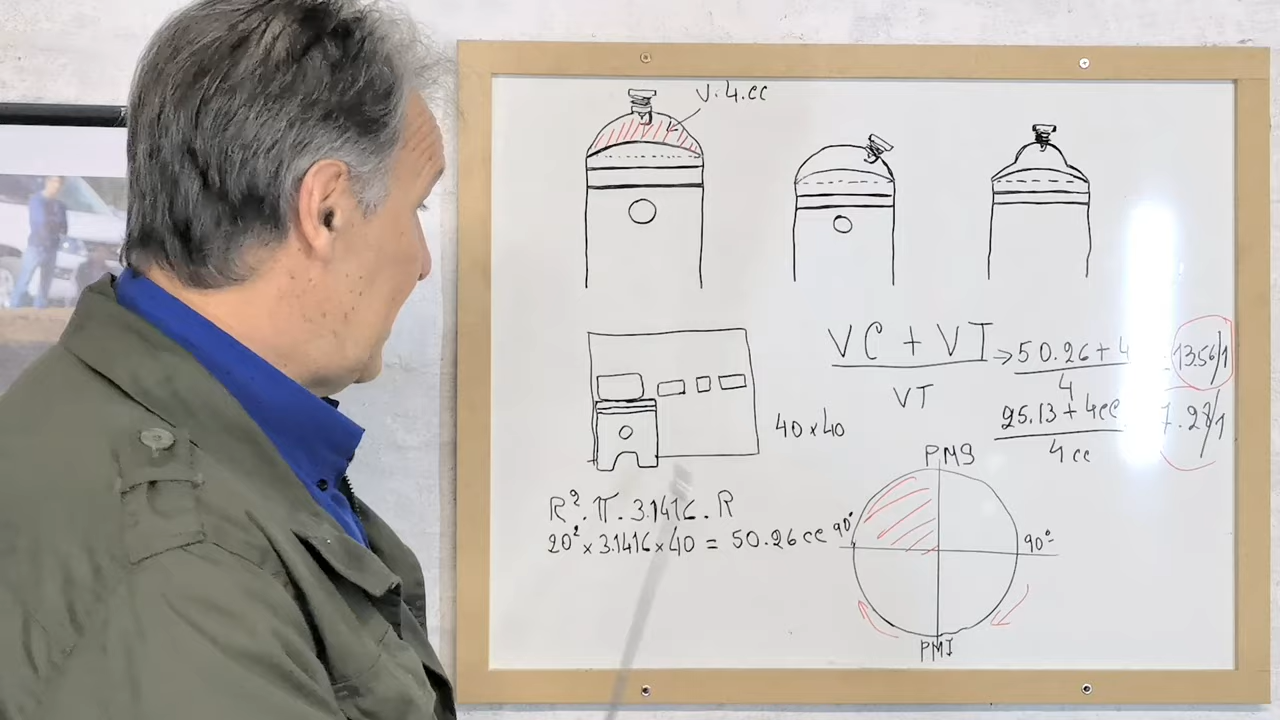 V. 4. cc
VC + VT
VT
→ 50.26 + 4
4
13.56/1
25.13 + 4cc
4 cc
7.27/1
40 x 40
R². π. 3.1416. R
20² x 3.1416 x 40 = 50.26 cc
PMS
90°
90°
PMI